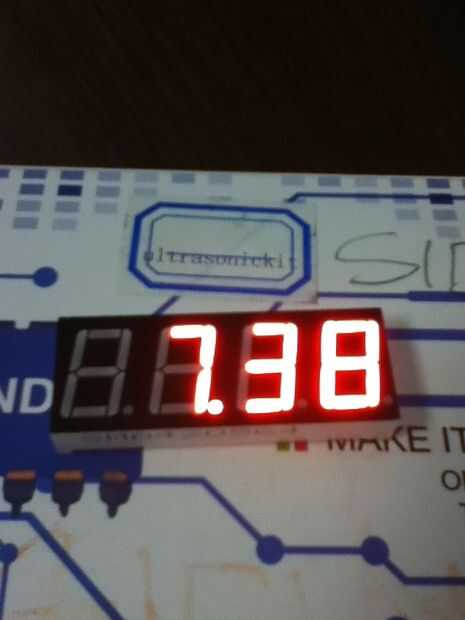 ultrasonickit
SI
7.38
ND
MAKE IT